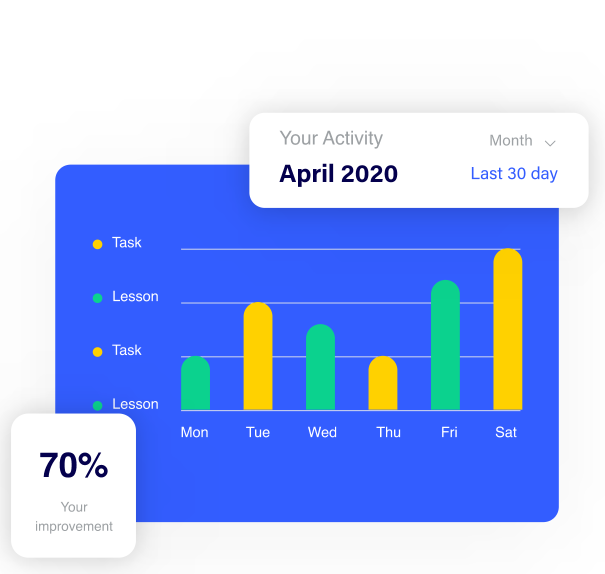 Your Activity
Month
April 2020
Last 30 day
Task
Lesson
Task
Lesson
Mon Tue Wed Thu Fri Sat
70%
Your
improvement